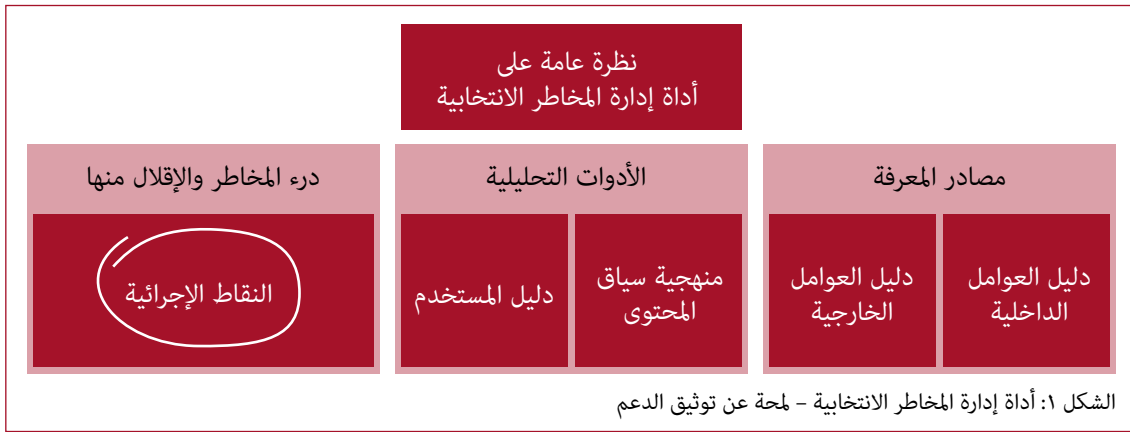 نظرة عامة على
أداة إدارة المخاطر الانتخابية
مصادر المعرفة
دليل العوامل
الداخلية
دليل العوامل
الخارجية
الأدوات التحليلية
منهجية سياق
المحتوى
دليل المستخدم
درء المخاطر والإقلال منها
النقاط الإجرائية
الشكل ١: أداة إدارة المخاطر الانتخابية – لمحة عن توثيق الدعم